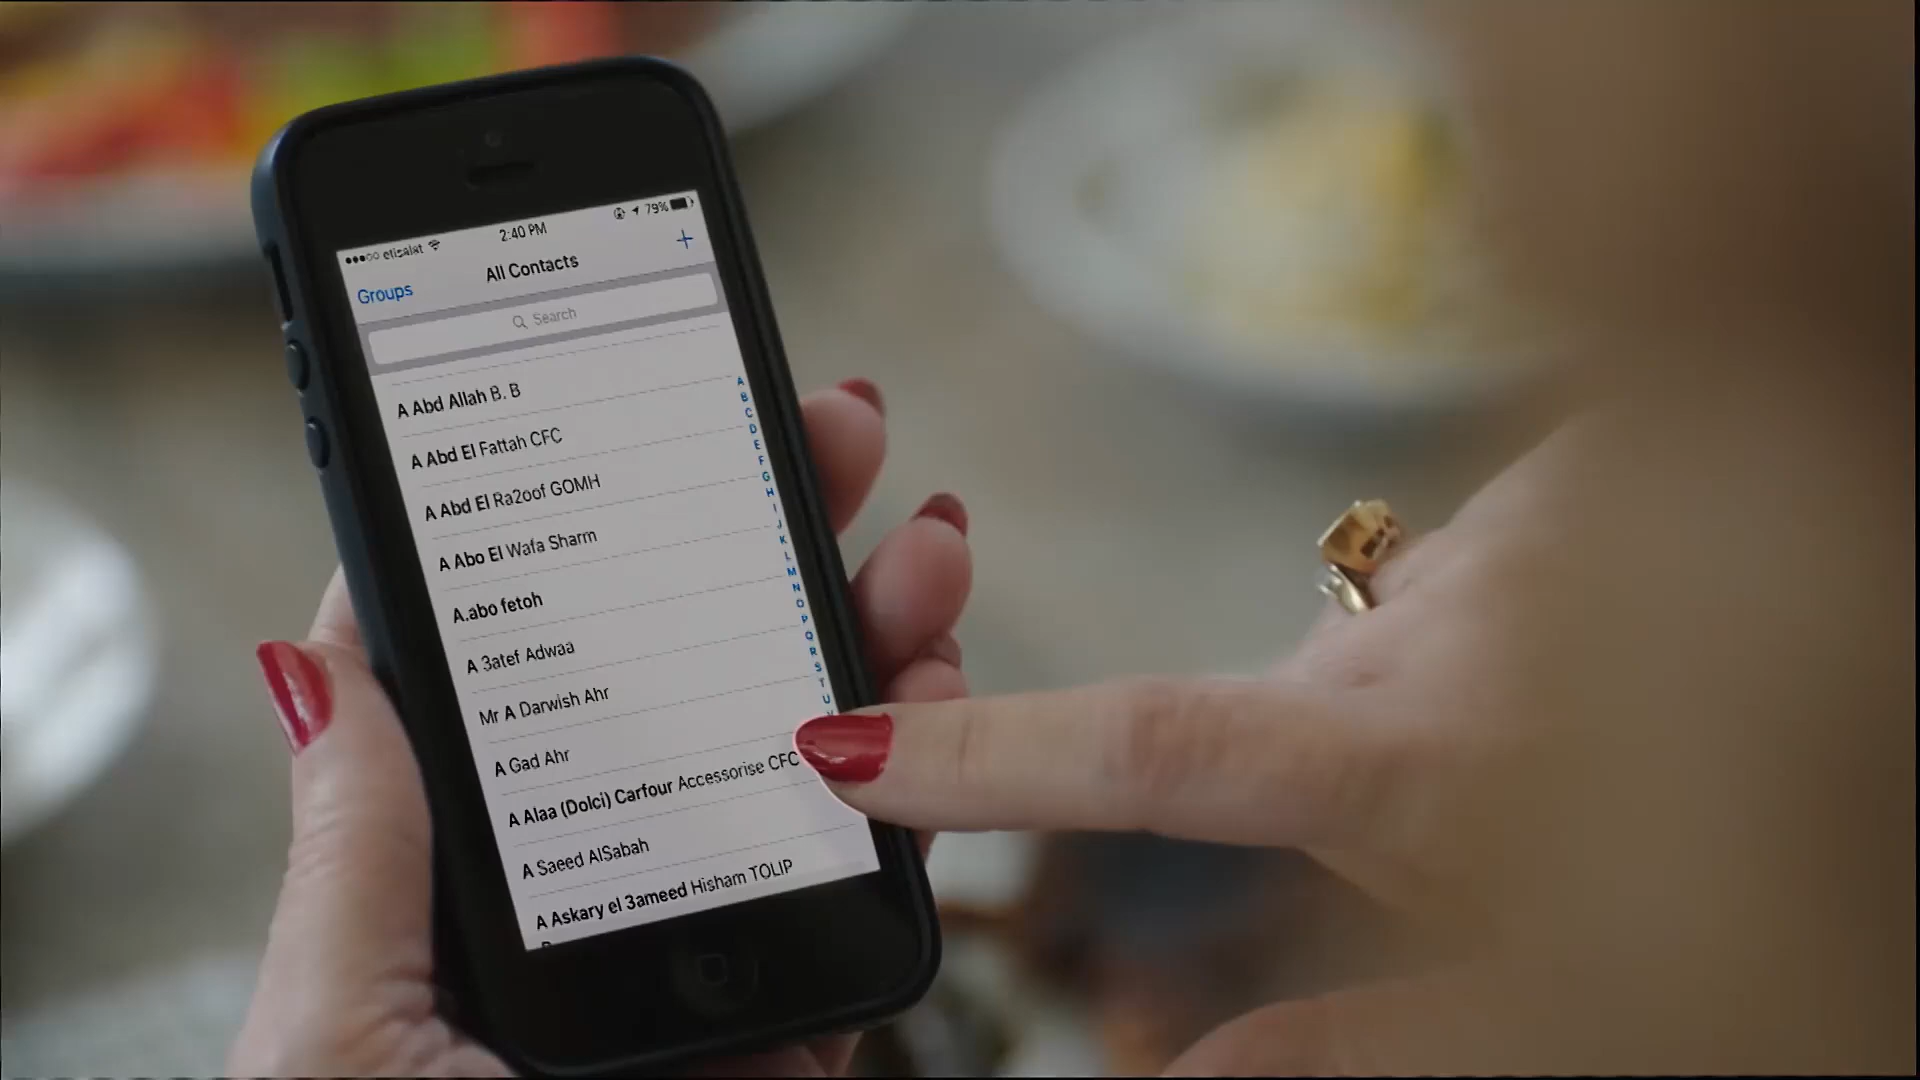 etisalat 2:40 PM 79%
Groups All Contacts +
Search
A Abd Allah B. B
A Abd El Fattah CFC
A Abd El Ra2oof GOMH
A Abo El Wafa Sharm
A.abo fetoh
A 3atef Adwaa
Mr A Darwish Ahr
A Gad Ahr
A Alaa (Dolci) Carfour Accessorise CFC
A Saeed AlSabah
A Askary el 3ameed Hisham TOLIP
A
B
C
D
E
F
G
H
I
J
K
L
M
N
O
P
Q
R
S
T
U
V